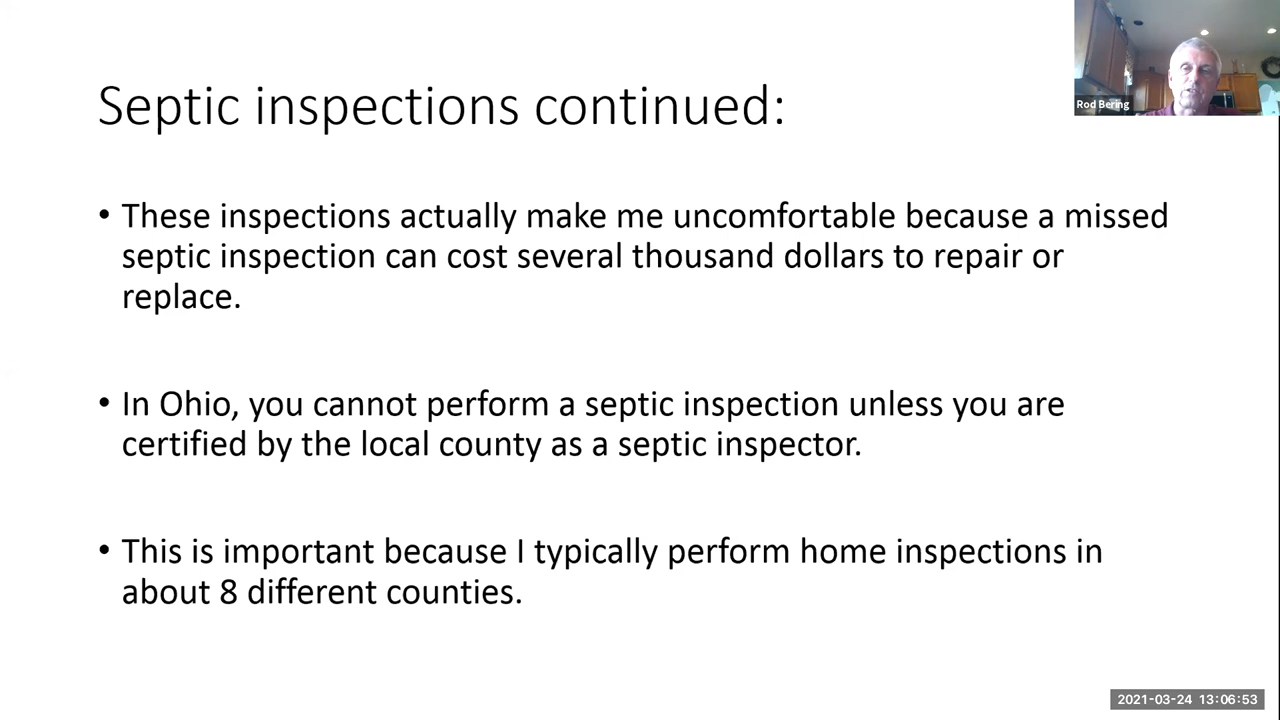 Septic inspections continued:
Rod Bering
• These inspections actually make me uncomfortable because a missed
septic inspection can cost several thousand dollars to repair or
replace.
• In Ohio, you cannot perform a septic inspection unless you are
certified by the local county as a septic inspector.
• This is important because I typically perform home inspections in
about 8 different counties.
2021-03-24 13:06:53